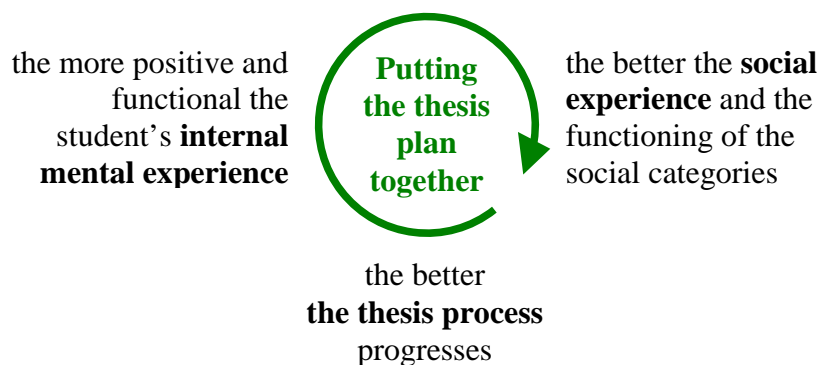 the more positive and
functional the
student's internal
mental experience
Putting
the thesis
plan
together
the better the social
experience and the
functioning of the
social categories
the better
the thesis process
progresses